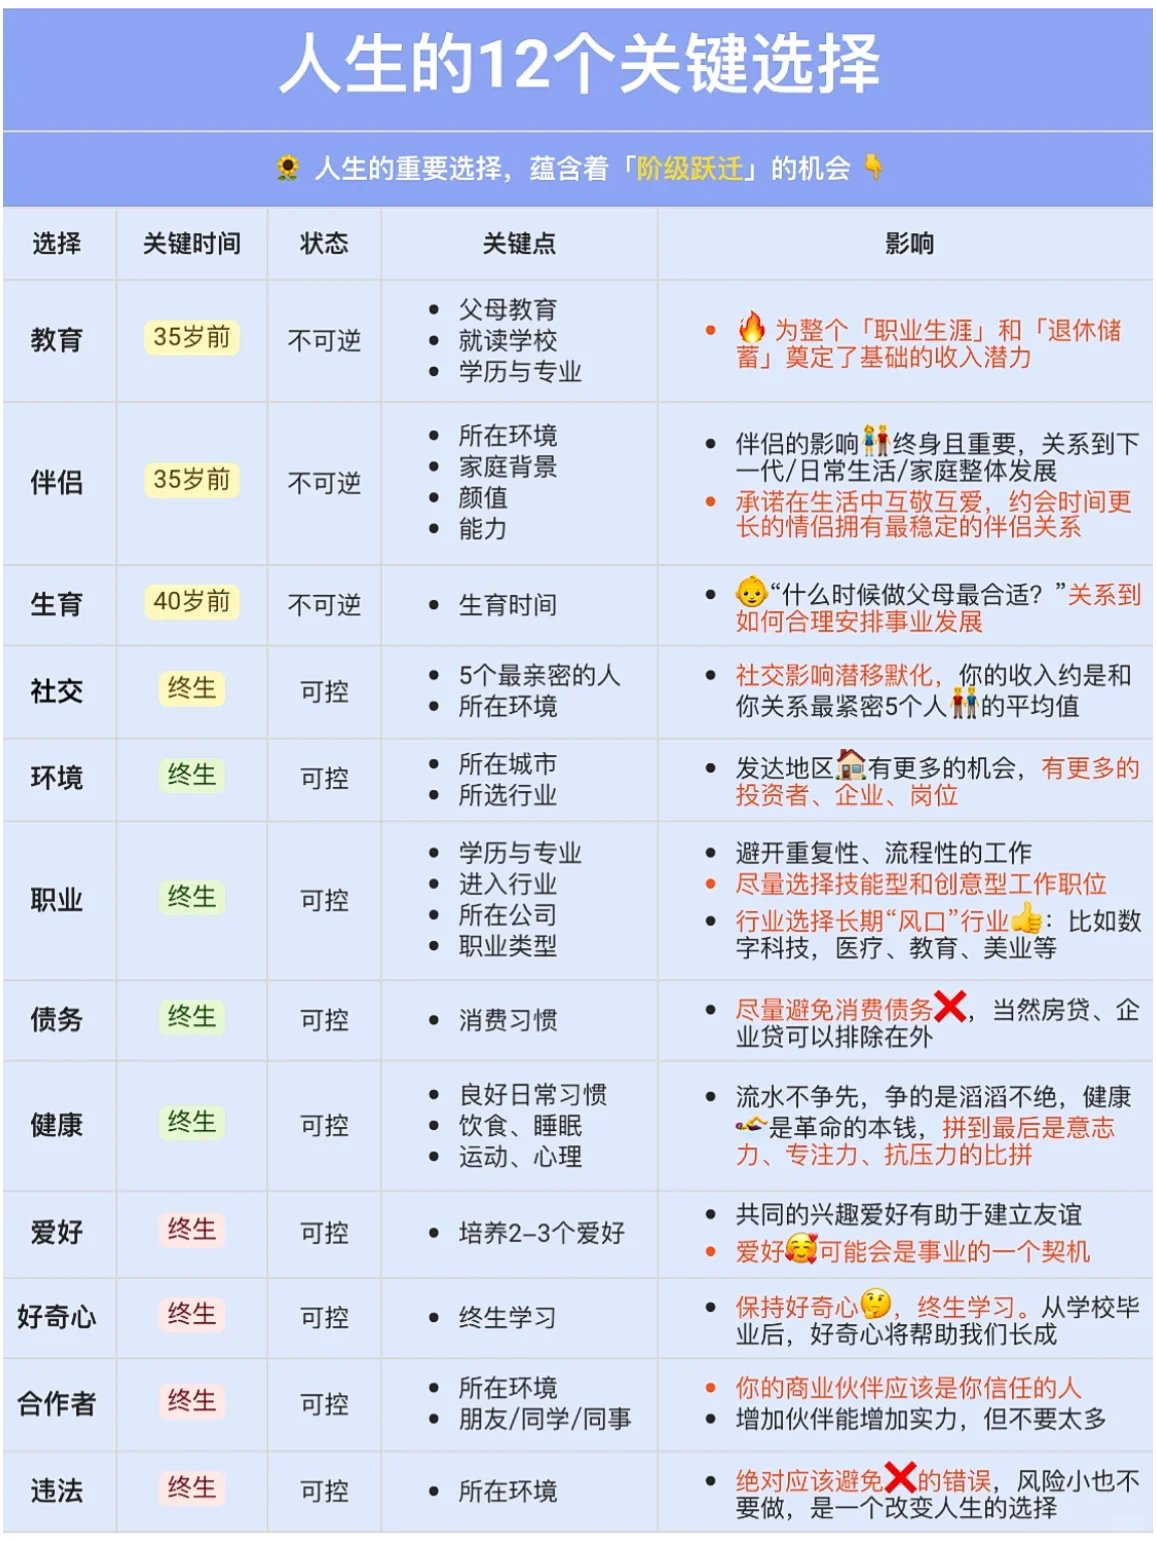 人生的12个关键选择
🌻 人生的重要选择，蕴含着「阶级跃迁」的机会 👇
选择 关键时间 状态 关键点 影响
教育 35岁前 不可逆
• 父母教育
• 就读学校
• 学历与专业
• 🔥 为整个「职业生涯」和「退休储
蓄」奠定了基础的收入潜力
伴侣 35岁前 不可逆
• 所在环境
• 家庭背景
• 颜值
• 能力
• 伴侣的影响👫终身且重要，关系到下
一代/日常生活/家庭整体发展
• 承诺在生活中互敬互爱，约会时间更
长的情侣拥有最稳定的伴侣关系
生育 40岁前 不可逆
• 生育时间
• 👶“什么时候做父母最合适？”关系到
如何合理安排事业发展
社交 终生 可控
• 5个最亲密的人
• 所在环境
• 社交影响潜移默化，你的收入约是和
你关系最紧密5个人👬的平均值
环境 终生 可控
• 所在城市
• 所选行业
• 发达地区🏠有更多的机会，有更多的
投资者、企业、岗位
职业 终生 可控
• 学历与专业
• 进入行业
• 所在公司
• 职业类型
• 避开重复性、流程性的工作
• 尽量选择技能型和创意型工作职位
• 行业选择长期“风口”行业👍：比如数
字科技，医疗、教育、美业等
债务 终生 可控
• 消费习惯
• 尽量避免消费债务❌，当然房贷、企
业贷可以排除在外
健康 终生 可控
• 良好日常习惯
• 饮食、睡眠
• 运动、心理
• 流水不争先，争的是滔滔不绝，健康
是革命的本钱，拼到最后是意志
力、专注力、抗压力的比拼
爱好 终生 可控
• 培养2–3个爱好
• 共同的兴趣爱好有助于建立友谊
• 爱好🥰可能会是事业的一个契机
好奇心 终生 可控
• 终生学习
• 保持好奇心🤔，终生学习。从学校毕
业后，好奇心将帮助我们长成
合作者 终生 可控
• 所在环境
• 朋友/同学/同事
• 你的商业伙伴应该是你信任的人
• 增加伙伴能增加实力，但不要太多
违法 终生 可控
• 所在环境
• 绝对应该避免❌的错误，风险小也不
要做，是一个改变人生的选择